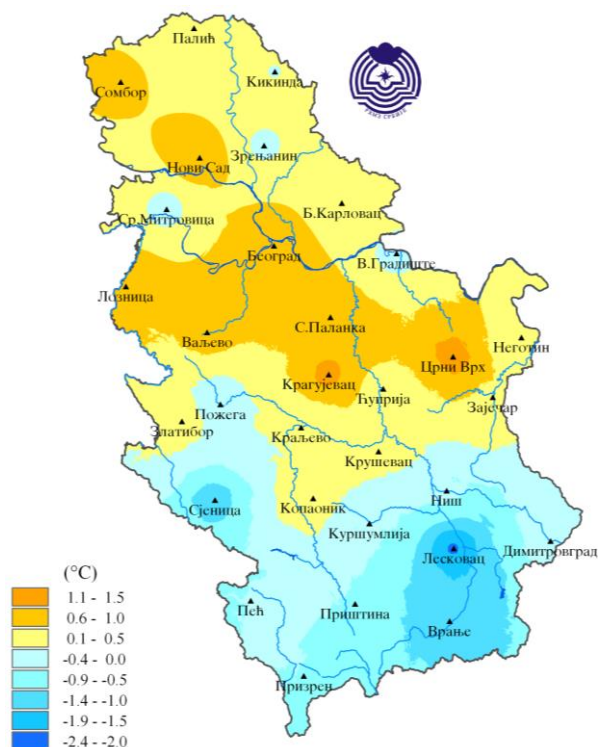 Палић
Кикинда
Сомбор
Зрењанин
Нови Сад
Б.Карловац
Ср.Митровица
Београд
В.Градиште
Лозница
С.Паланка
Ваљево
Неготин
Црни Врх
Крагујевац
Ћуприја
Зајечар
Пожега
Златибор
Краљево
Крушевац
Ниш
Сјеница
Копаоник
Куршумлија
Димитровград
Лесковац
Пећ
Приштина
Врање
Призрен
(°C)
1.1 - 1.5
0.6 - 1.0
0.1 - 0.5
-0.4 - 0.0
-0.9 - -0.5
-1.4 - -1.0
-1.9 - -1.5
-2.4 - -2.0